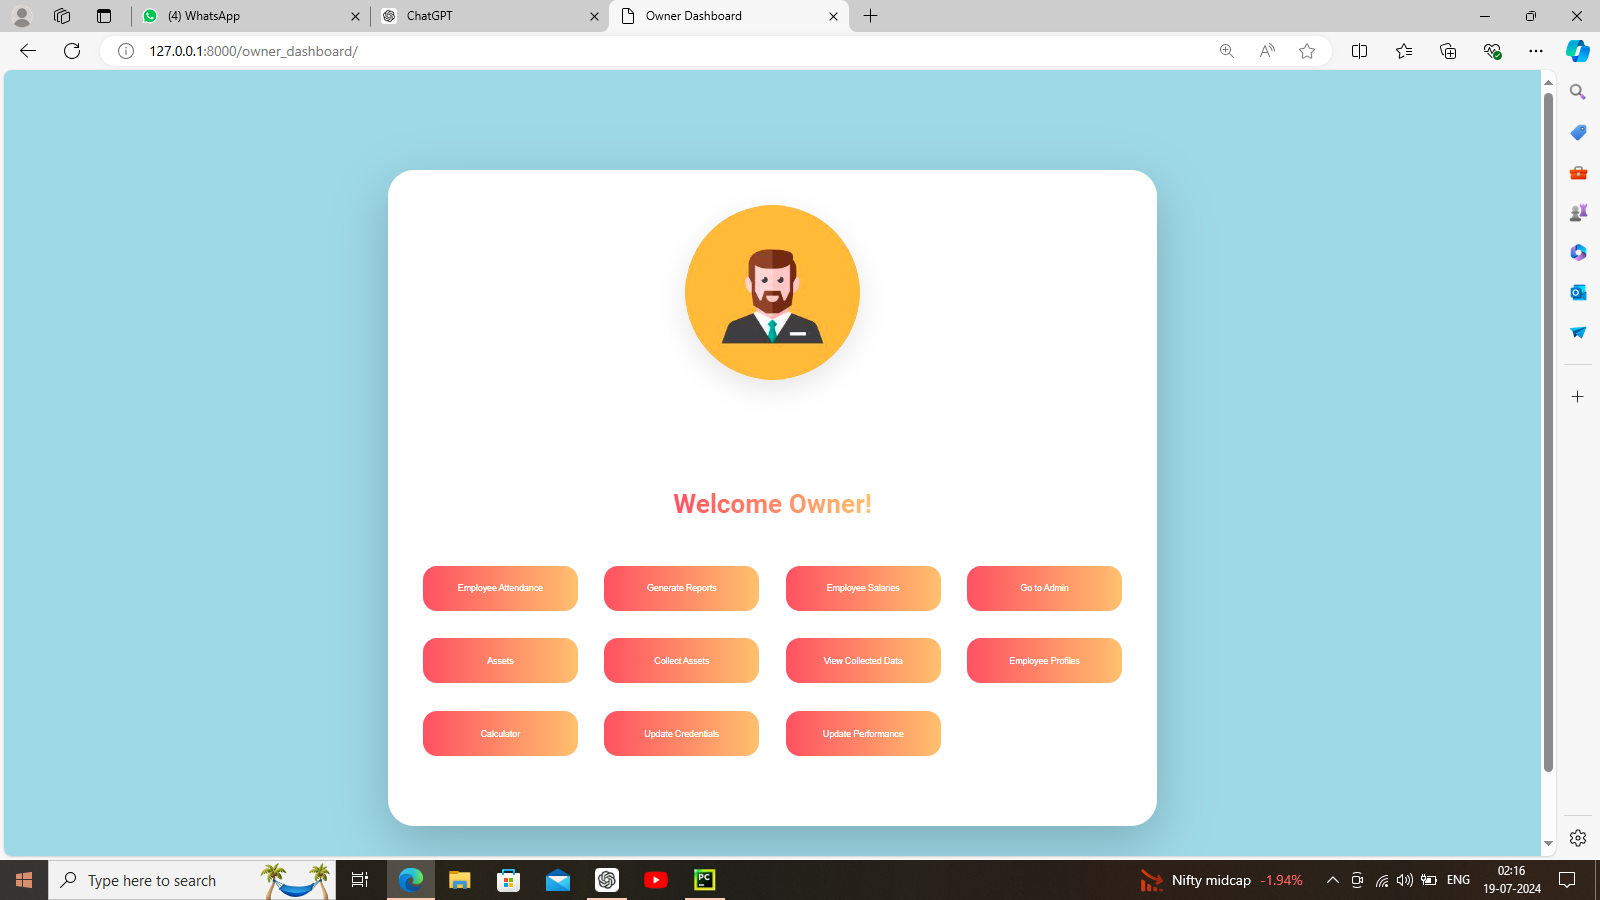 (4) WhatsApp
ChatGPT
Owner Dashboard
127.0.0.1:8000/owner_dashboard/
Welcome Owner!
Employee Attendance
Generate Reports
Employee Salaries
Go to Admin
Assets
Collect Assets
View Collected Data
Employee Profiles
Calculator
Update Credentials
Update Performance
Type here to search
PC
Nifty midcap -1.94%
ENG
02:16
19-07-2024